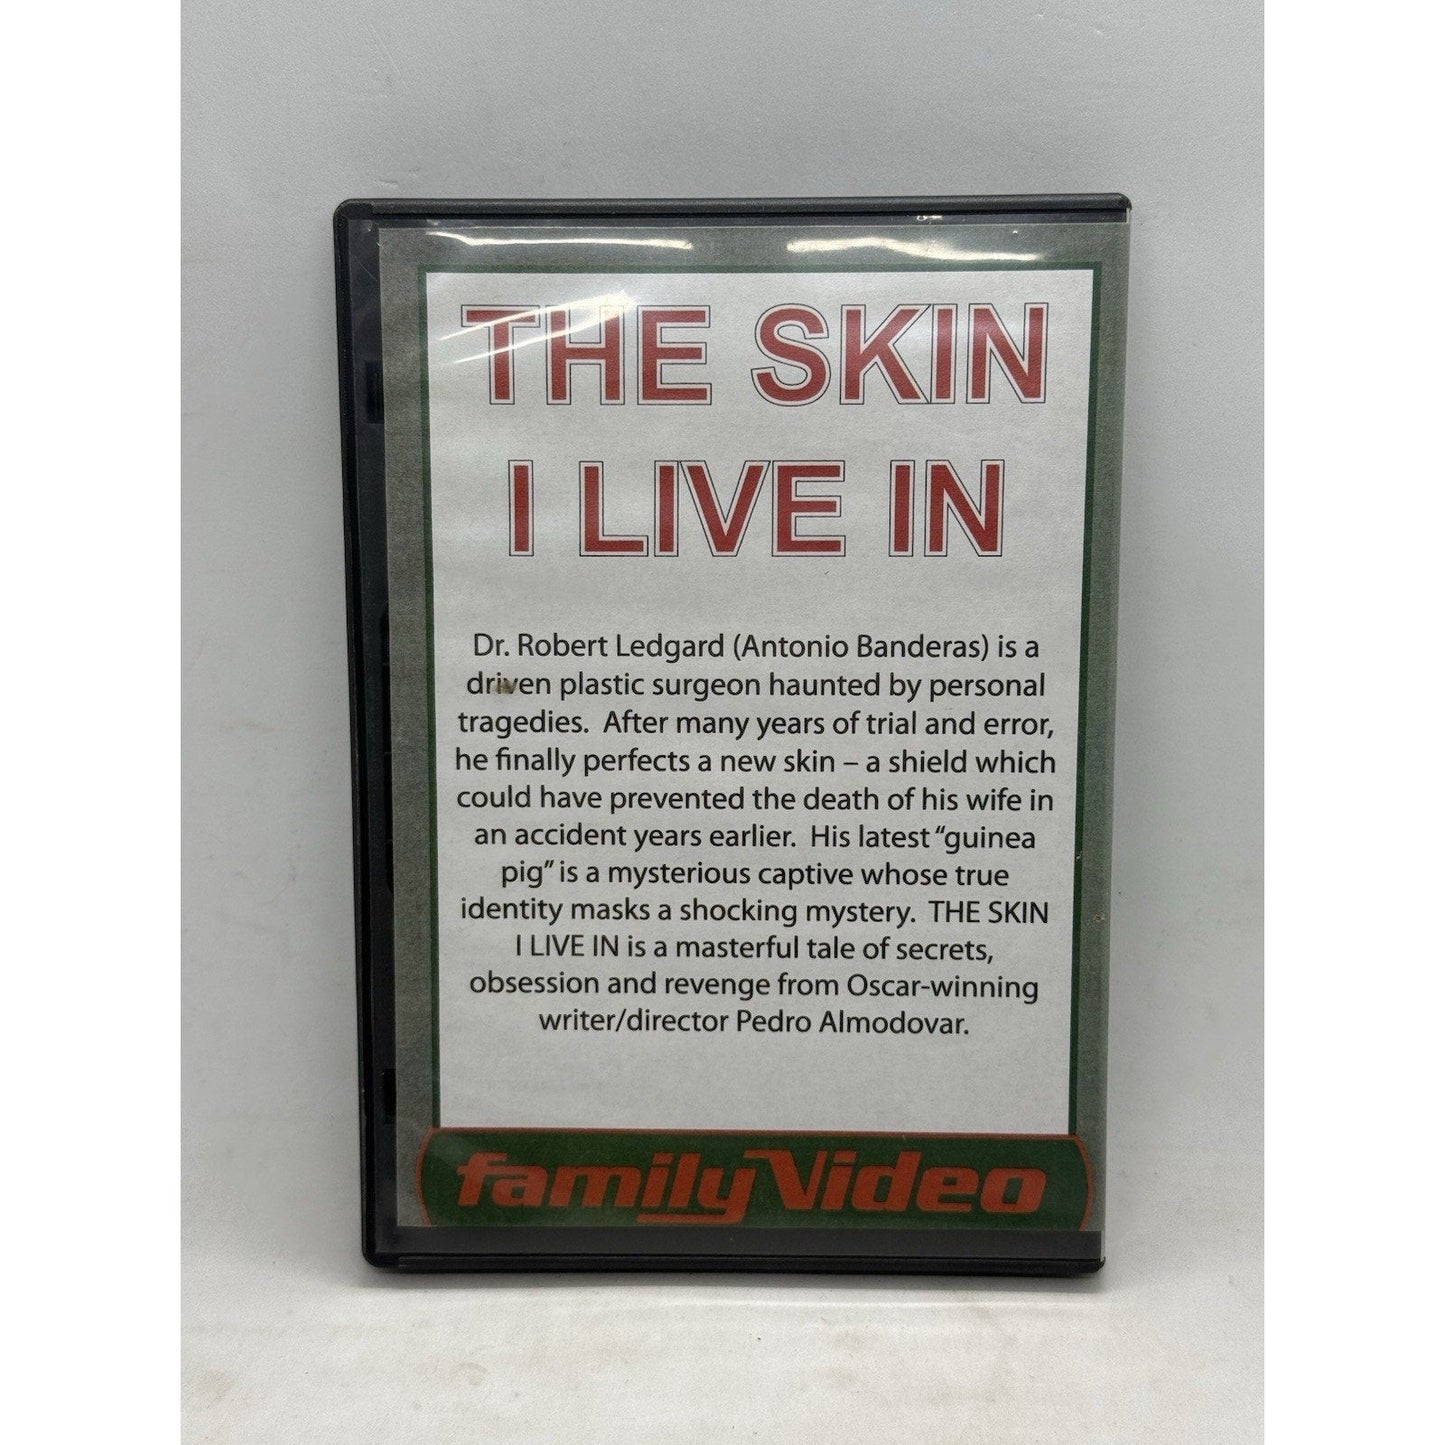 THE SKIN
I LIVE IN
Dr. Robert Ledgard (Antonio Banderas) is a
driven plastic surgeon haunted by personal
tragedies.  After many years of trial and error,
he finally perfects a new skin – a shield which
could have prevented the death of his wife in
an accident years earlier.  His latest “guinea
pig” is a mysterious captive whose true
identity masks a shocking mystery.  THE SKIN
I LIVE IN is a masterful tale of secrets,
obsession and revenge from Oscar-winning
writer/director Pedro Almodovar.
family Video